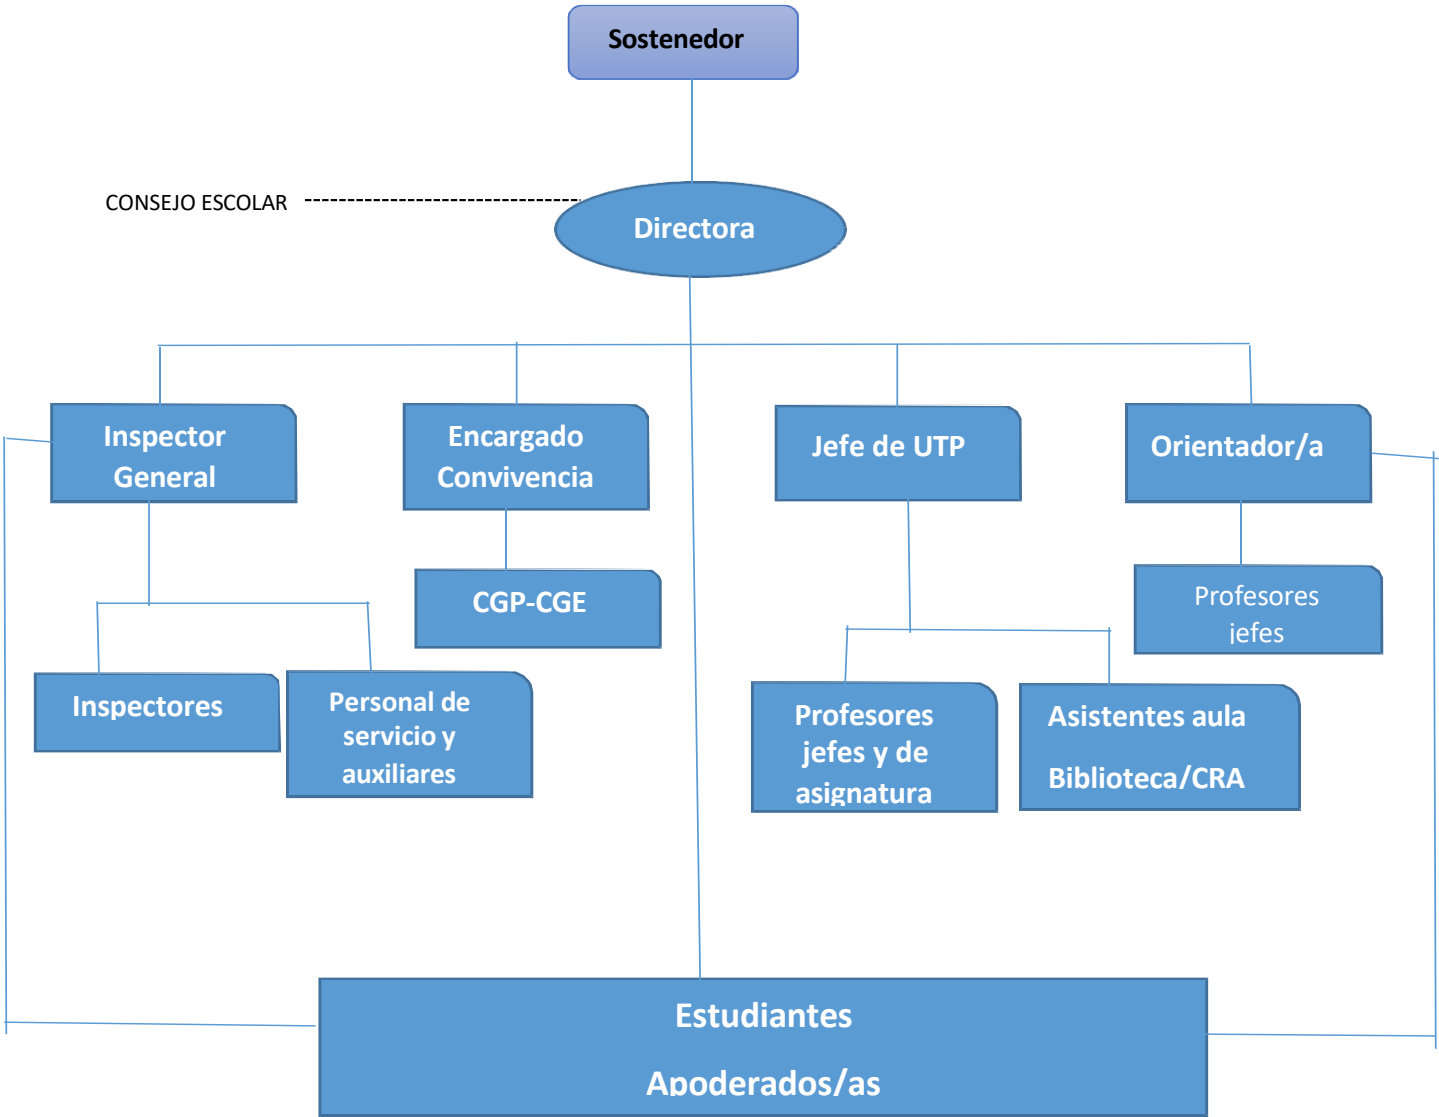 Sostenedor
CONSEJO ESCOLAR
Directora
Inspector
General
Encargado
Convivencia
Jefe de UTP
Orientador/a
CGP-CGE
Profesores
jefes
Inspectores
Personal de
servicio y
auxiliares
Profesores
jefes y de
asignatura
Asistentes aula
Biblioteca/CRA
Estudiantes
Apoderados/as